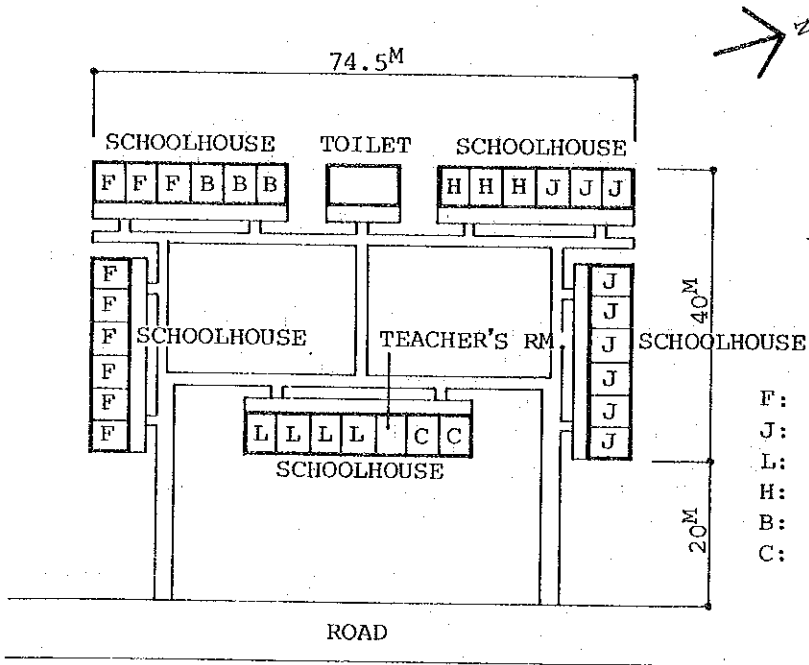 N
74.5M
SCHOOLHOUSE TOILET SCHOOLHOUSE
F F F B B B H H H J J J
F J
F J
F J
F J
F J
F J
SCHOOLHOUSE TEACHER'S RM. SCHOOLHOUSE
40M
L L L L C C
SCHOOLHOUSE
20M
F:
J:
L:
H:
B:
C:
ROAD